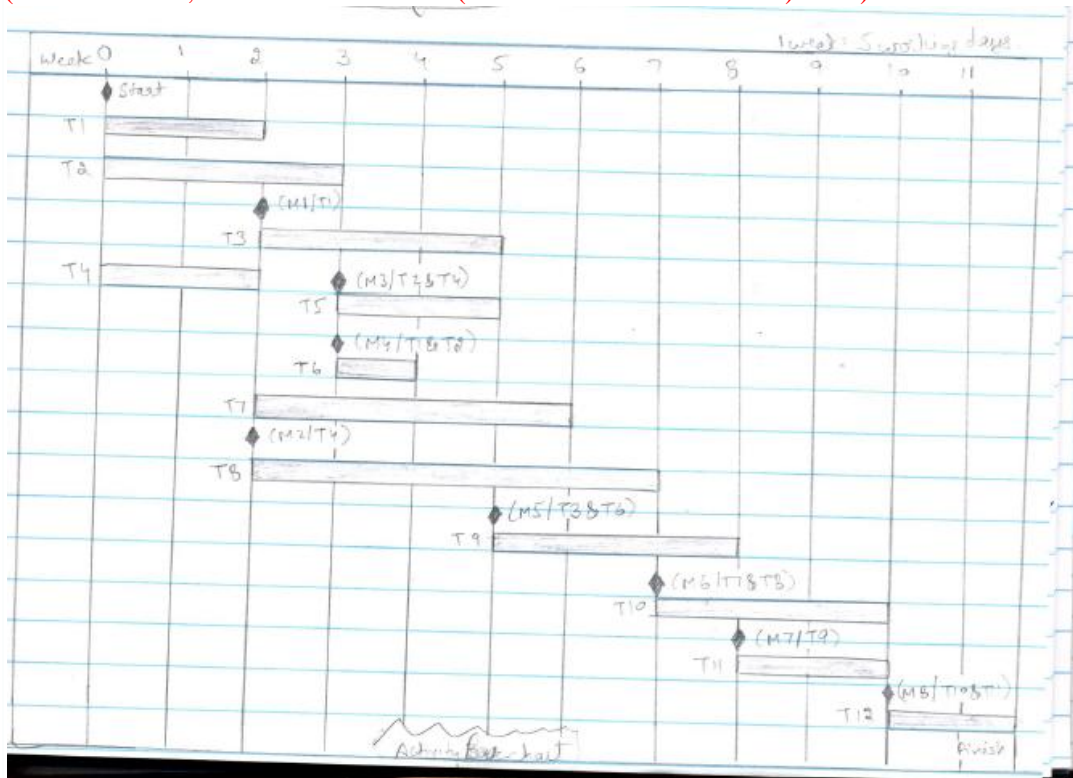 1 week: 5 working days
Week 0 1 2 3 4 5 6 7 8 9 10 11
Start
T1
T2
(M1/T1)
T3
T4
(M3/T2&T4)
T5
(M4/T1&T2)
T6
T7
(M2/T4)
T8
(M5/T3&T6)
T9
(M6/T7&T8)
T10
(M7/T9)
T11
(M8/T10&T11)
T12
Activity Bar-chart
Finish